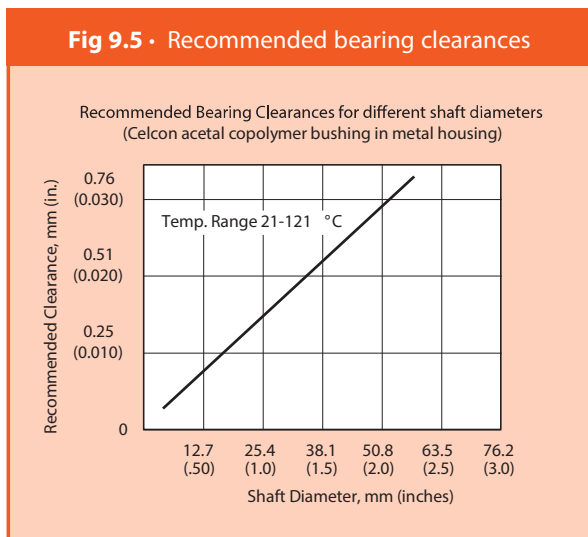 Fig 9.5 · Recommended bearing clearances
Recommended Bearing Clearances for different shaft diameters
(Celcon acetal copolymer bushing in metal housing)
Recommended Clearance, mm (in.)
0.76
(0.030)
Temp. Range 21-121 °C
0.51
(0.020)
0.25
(0.010)
0
12.7 25.4 38.1 50.8 63.5 76.2
(.50) (1.0) (1.5) (2.0) (2.5) (3.0)
Shaft Diameter, mm (inches)